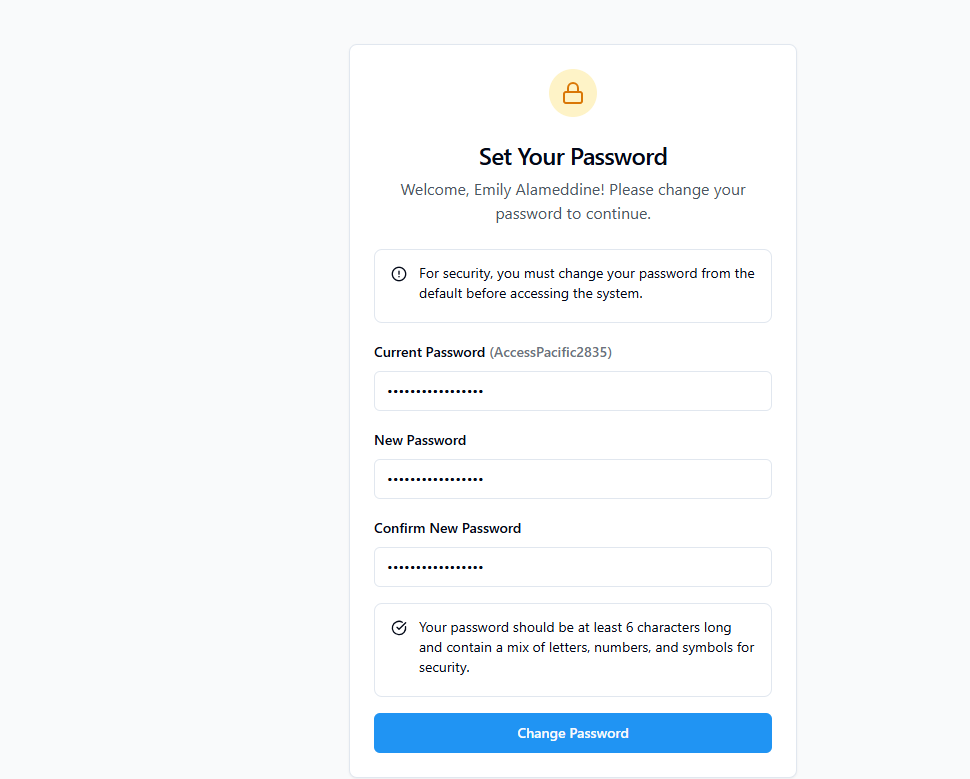 Set Your Password
Welcome, Emily Alameddine! Please change your
password to continue.
For security, you must change your password from the
default before accessing the system.
Current Password (AccessPacific2835)
•••••••••••••••••
New Password
•••••••••••••••••
Confirm New Password
•••••••••••••••••
Your password should be at least 6 characters long
and contain a mix of letters, numbers, and symbols for
security.
Change Password